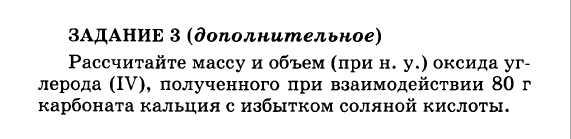 ЗАДАНИЕ 3 (дополнительное)
Рассчитайте массу и объем (при н. у.) оксида уг-
лерода (IV), полученного при взаимодействии 80 г
карбоната кальция с избытком соляной кислоты.